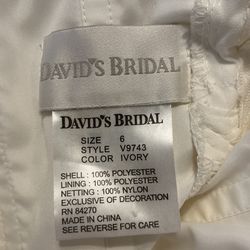 DAVID'S BRIDAL
DAVID'S BRIDAL
SIZE 6
STYLE V9743
COLOR IVORY
SHELL : 100% POLYESTER
LINING : 100% POLYESTER
NETTING : 100% NYLON
EXCLUSIVE OF DECORATION
RN 84270
MADE IN CHINA
SEE REVERSE FOR CARE